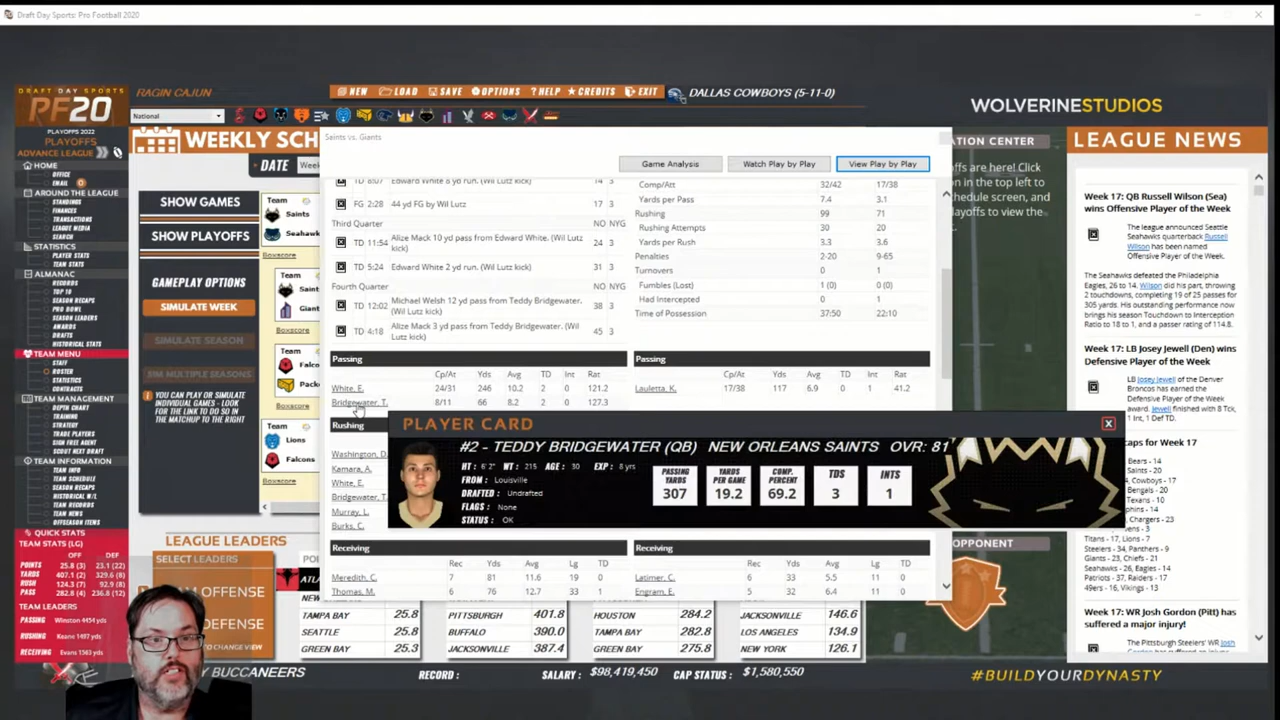 Draft Day Sports: Pro Football 2020
DRAFT DAY SPORTS
PF20
RAGIN CAJUN
NEW LOAD SAVE OPTIONS HELP CREDITS EXIT
DALLAS COWBOYS (5-11-0)
WOLVERINESTUDIOS
National
PLAYOFFS 2022
PLAYOFFS
ADVANCE LEAGUE
HOME
OFFICE
EMAIL
AROUND THE LEAGUE
STANDINGS
FINANCES
TRANSACTIONS
LEAGUE MEDIA
SEARCH
STATISTICS
PLAYER STATS
TEAM STATS
ALMANAC
RECORDS
TOP 10
SEASON RECAPS
PRO BOWL
SEASON LEADERS
AWARDS
DRAFTS
HISTORICAL STATS
TEAM MENU
STAFF
ROSTER
STATISTICS
CONTRACTS
TEAM MANAGEMENT
DEPTH CHART
TRAINING
STRATEGY
TRADE PLAYERS
SIGN FREE AGENT
SCOUT NEXT DRAFT
TEAM INFORMATION
TEAM INFO
TEAM SCHEDULE
SEASON RECAPS
HISTORICAL W/L
TEAM RECORDS
TEAM NEWS
OFFSEASON ITEMS
QUICK STATS
TEAM STATS (LG)
OFF DEF
POINTS 25.8 (3) 23.1 (22)
YARDS 407.1 (2) 329.6 (8)
RUSH 124.3 (7) 92.9 (8)
PASS 282.8 (4) 236.8 (12)
TEAM LEADERS
PASSING Winston 4454 yds
RUSHING Keane 1497 yds
RECEIVING Evans 1563 yds
WEEKLY SCH
DATE Week
SHOW GAMES
SHOW PLAYOFFS
GAMEPLAY OPTIONS
SIMULATE WEEK
SIMULATE SEASON
SIM MULTIPLE SEASONS
YOU CAN PLAY OR SIMULATE
INDIVIDUAL GAMES - LOOK
FOR THE LINK TO DO SO IN
THE MATCHUP TO THE RIGHT
Team
Saints
Seahawk
Boxscore
Team
Saint
Giant
Boxscore
Team
Falco
Pack
Boxscore
Team
Lions
Falcons
Boxscore
Saints vs. Giants
Game Analysis Watch Play by Play View Play by Play
TD 8:07 Edward White 8 yd run. (Wil Lutz kick) 14 3
FG 2:28 44 yd FG by Wil Lutz 17 3
Third Quarter NO NYG
TD 11:54 Alize Mack 10 yd pass from Edward White. (Wil Lutz kick) 24 3
TD 5:24 Edward White 2 yd run. (Wil Lutz kick) 31 3
Fourth Quarter NO NYG
TD 12:02 Michael Welsh 12 yd pass from Teddy Bridgewater. (Wil Lutz kick) 38 3
TD 4:18 Alize Mack 3 yd pass from Teddy Bridgewater. (Wil Lutz kick) 45 3
Comp/Att 32/42 17/38
Yards per Pass 7.4 3.1
Rushing 99 71
Rushing Attempts 30 20
Yards per Rush 3.3 3.6
Penalties 2-20 9-65
Turnovers 0 1
Fumbles (Lost) 1 (0) 0 (0)
Had Intercepted 0 1
Time of Possession 37:50 22:10
Passing
Cp/At Yds Avg TD Int Rat
White, E. 24/31 246 10.2 2 0 121.2
Bridgewater, T. 8/11 66 8.2 2 0 127.3
Passing
Cp/At Yds Avg TD Int Rat
Lauletta, K. 17/38 117 6.9 0 1 41.2
Rushing
Washington, D.
Kamara, A.
White, E.
Bridgewater, T.
Murray, L.
Burks, C.
PLAYER CARD
#2 - TEDDY BRIDGEWATER (QB) NEW ORLEANS SAINTS OVR: 81
HT: 6'2" WT: 215 AGE: 30 EXP: 8 yrs
FROM: Louisville
DRAFTED: Undrafted
FLAGS: None
STATUS: OK
PASSING YARDS 307
YARDS PER GAME 19.2
COMP. PERCENT 69.2
TDS 3
INTS 1
Receiving
Rec Yds Avg Lg TD
Meredith, C. 7 81 11.6 19 0
Thomas, M. 6 76 12.7 33 1
Receiving
Rec Yds Avg Lg TD
Latimer, C. 6 33 5.5 11 0
Engram, E. 5 32 6.4 11 0
ATION CENTER
ffs are here! Click
on in the top left to
chedule screen, and
layoffs to view the
OPPONENT
LEAGUE NEWS
Week 17: QB Russell Wilson (Sea)
wins Offensive Player of the
Week
The league announced Seattle
Seahawks quarterback Russell
Wilson has been named
Offensive Player of the Week.
The Seahawks defeated the Philadelphia
Eagles, 26 to 14. Wilson did his part, throwing
2 touchdowns, completing 19 of 25 passes for
305 yards. His outstanding performance now
brings his season Touchdown to Interception
Ratio to 18 to 1, and a passer rating of 114.8.
Week 17: LB Josey Jewell (Den) wins
Defensive Player of the Week
LB Josey Jewell of the Denver
Broncos has earned the
Defensive Player of the Week
award. Jewell finished with 8 Tck,
1 Int, 1 Def TD.
caps for Week 17
Bears - 14
Saints - 20
Cowboys - 17
Bengals - 20
Texans - 10
phins - 14
Chargers - 23
Titans - 17, Lions - 7
Steelers - 34, Panthers - 9
Giants - 23, Chiefs - 21
Seahawks - 26, Eagles - 14
Patriots - 37, Raiders - 17
49ers - 16, Vikings - 13
Week 17: WR Josh Gordon (Pitt) has
suffered a major injury!
The Pittsburgh Steelers' WR Josh
LEAGUE LEADERS
SELECT LEADERS
TEAM OFFENSE
DEFENSE
TO CHANGE VIEW
TAMPA BAY 25.8
SEATTLE 25.8
GREEN BAY 25.3
PITTSBURGH 401.8
BUFFALO 390.0
JACKSONVILLE 387.4
HOUSTON 284.2
TAMPA BAY 282.8
GREEN BAY 275.8
JACKSONVILLE 146.6
LOS ANGELES 134.9
NEW YORK 126.1
BUCCANEERS
RECORD :
SALARY : $98,419,450
CAP STATUS : $1,580,550
#BUILDYOURDYNASTY